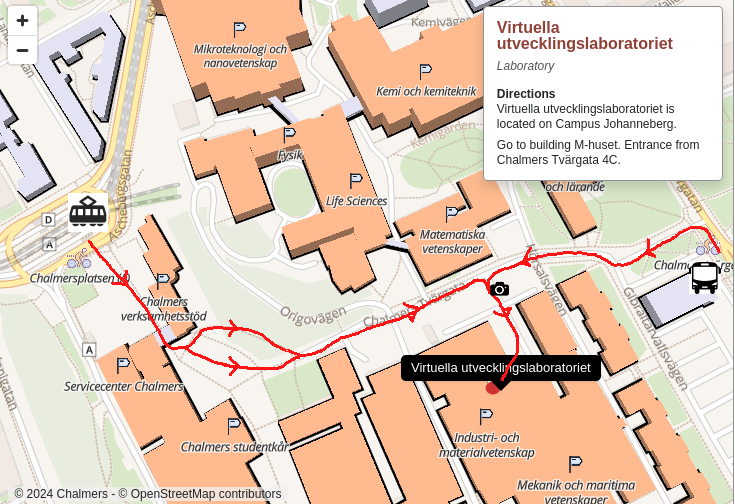 +
−
Kemivägen
Mikroteknologi och
nanovetenskap
Kemi och kemiteknik
Virtuella
utvecklingslaboratoriet
Laboratory
Directions
Virtuella utvecklingslaboratoriet is
located on Campus Johanneberg.
Go to building M-huset. Entrance from
Chalmers Tvärgata 4C.
Kemigården
Fysik
Life Sciences
och lärande
Aschebergsgatan
D
A
Matematiska
vetenskaper
Chalmersplatsen
Chalmers
verksamhetsstöd
Origovägen
Chalmers Tvärgata
Hörsalsvägen
Gibraltarvallsvägen
A
Servicecenter Chalmers
Virtuella utvecklingslaboratoriet
Chalmers studentkår
Industri- och
materialvetenskap
Mekanik och maritima
vetenskaper
© 2024 Chalmers - © OpenStreetMap contributors